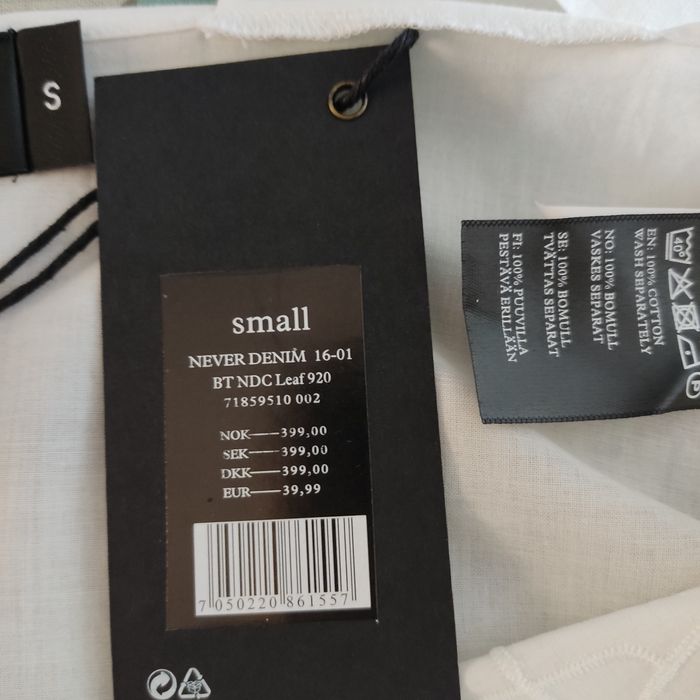 S
small
NEVER DENIM 16-01
BT NDC Leaf 920
71859510 002
NOK—399,00
SEK—399,00
DKK—399,00
EUR—39,99
7 050220 861557
40°
P
EN: 100% COTTON
WASH SEPARATELY
NO: 100% BOMULL
VASKES SEPARAT
SE: 100% BOMULL
TVÄTTAS SEPARAT
FI: 100% PUUVILLA
PESTÄVÄ ERILLÄÄN